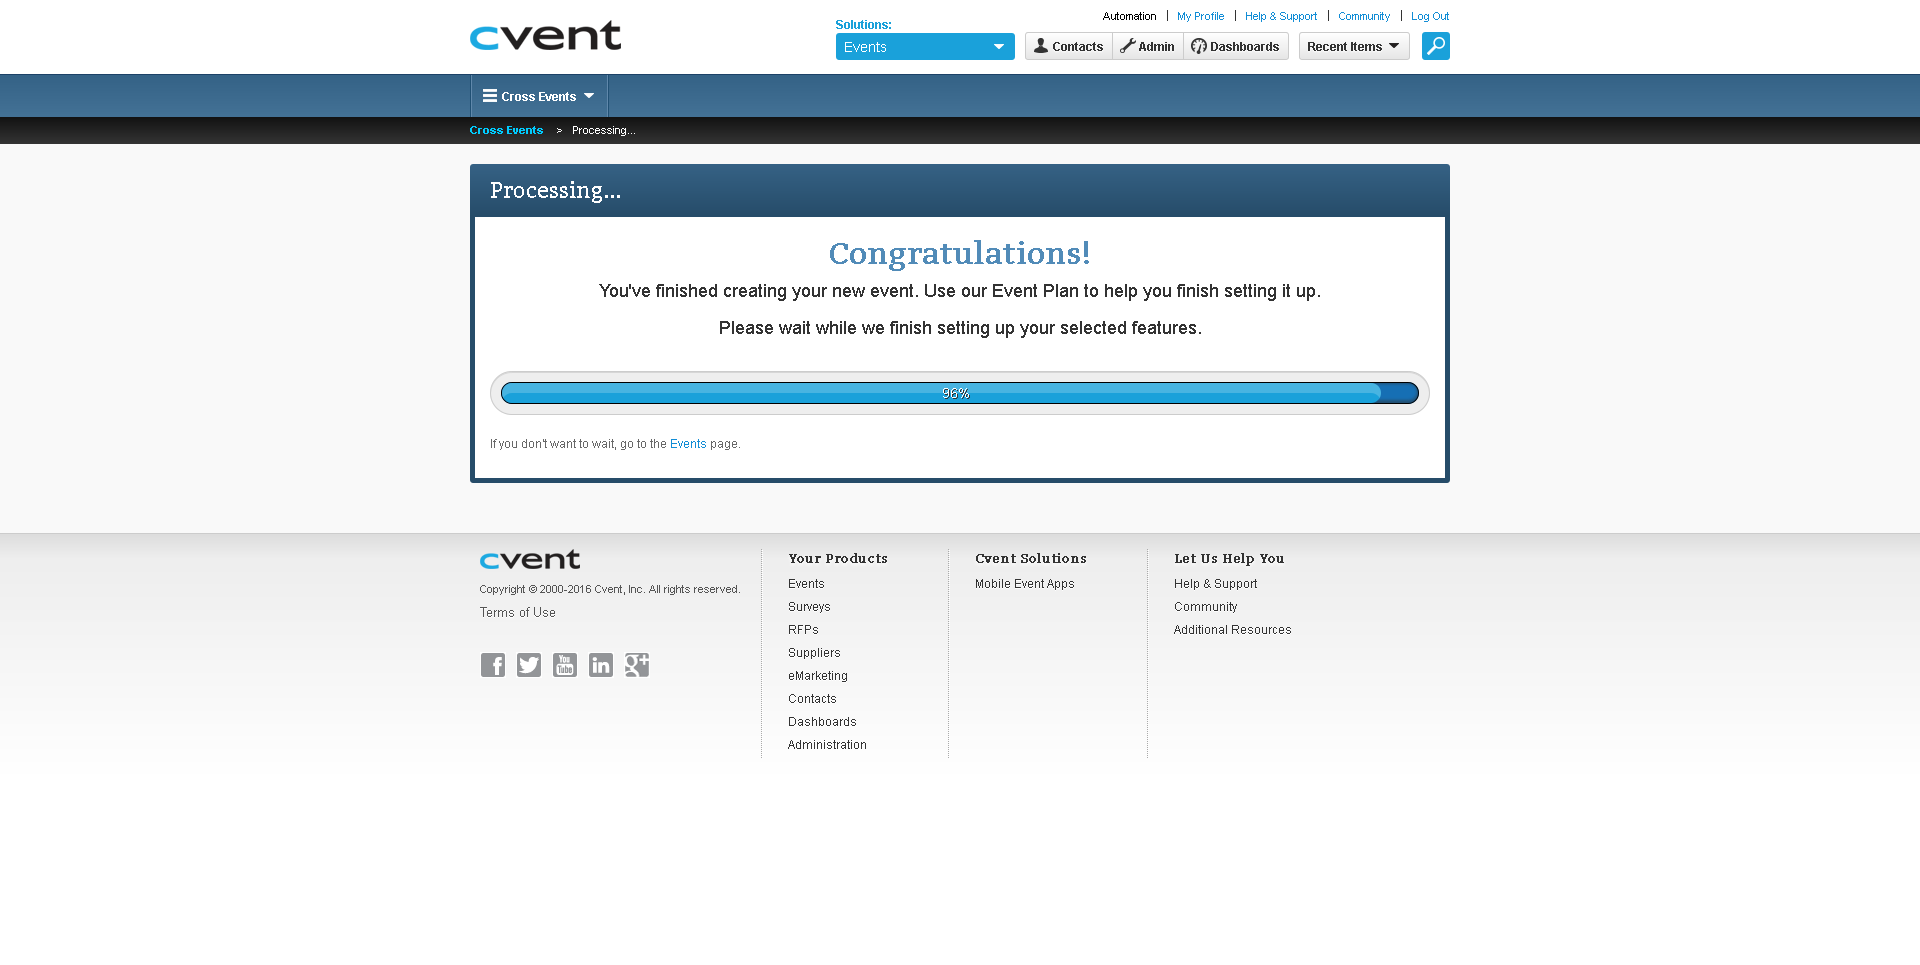 cvent
Solutions:
Events
Automation | My Profile | Help & Support | Community | Log Out
Contacts
Admin
Dashboards
Recent Items
Cross Events
Cross Events > Processing...
Processing...
Congratulations!
You've finished creating your new event. Use our Event Plan to help you finish setting it up.
Please wait while we finish setting up your selected features.
96%
If you don't want to wait, go to the Events page.
cvent
Copyright © 2000-2016 Cvent, Inc. All rights reserved.
Terms of Use
f
You
Tube
in
g+
Your Products
Events
Surveys
RFPs
Suppliers
eMarketing
Contacts
Dashboards
Administration
Cvent Solutions
Mobile Event Apps
Let Us Help You
Help & Support
Community
Additional Resources